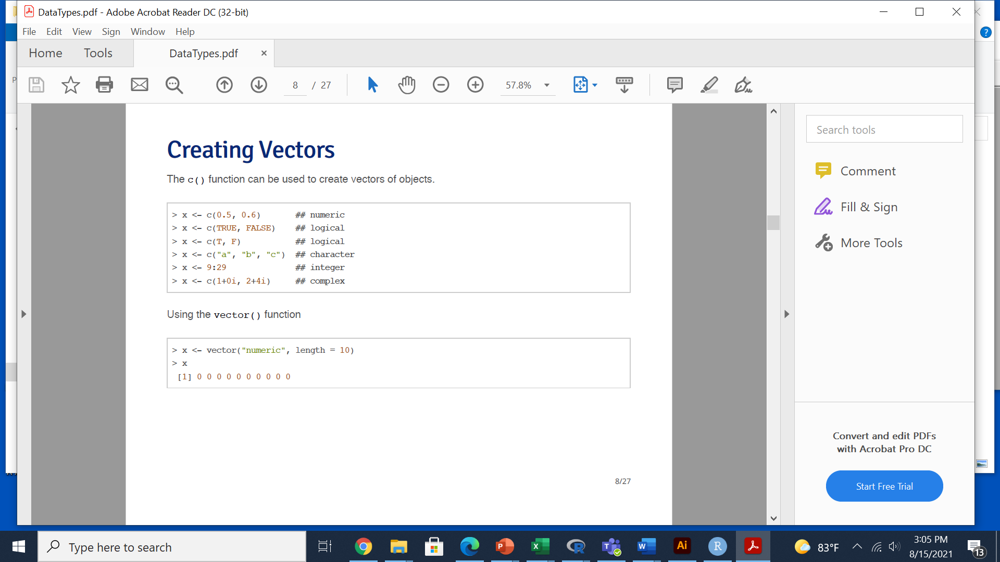 DataTypes.pdf - Adobe Acrobat Reader DC (32-bit)
File Edit View Sign Window Help
Home Tools DataTypes.pdf
8 / 27 57.8%
Creating Vectors
The c() function can be used to create vectors of objects.
> x <- c(0.5, 0.6) ## numeric
> x <- c(TRUE, FALSE) ## logical
> x <- c(T, F) ## logical
> x <- c("a", "b", "c") ## character
> x <- 9:29 ## integer
> x <- c(1+0i, 2+4i) ## complex
Using the vector() function
> x <- vector("numeric", length = 10)
> x
[1] 0 0 0 0 0 0 0 0 0 0
8/27
Search tools
Comment
Fill & Sign
More Tools
Convert and edit PDFs
with Acrobat Pro DC
Start Free Trial
Type here to search
83°F
3:05 PM
8/15/2021
13